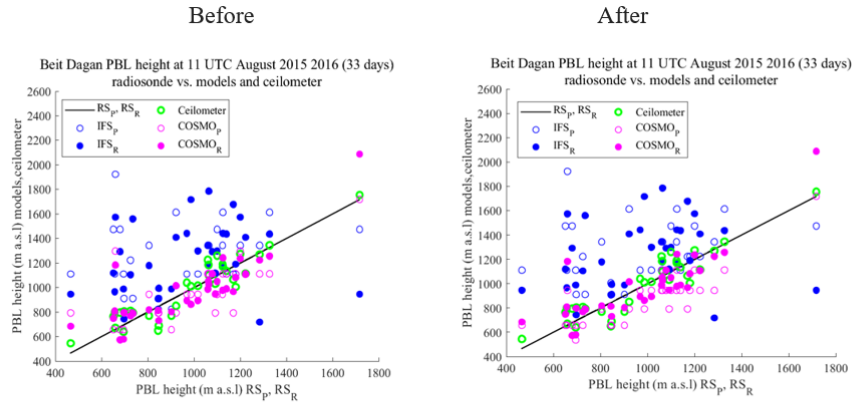 Before
After
Beit Dagan PBL height at 11 UTC August 2015 2016 (33 days)
radiosonde vs. models and ceilometer
PBL height (m a.s.l) models,ceilometer
2600
2400
2200
2000
1800
1600
1400
1200
1000
800
600
400
RS_P, RS_R
IFS_P
IFS_R
Ceilometer
COSMO_P
COSMO_R
400 600 800 1000 1200 1400 1600 1800
PBL height (m a.s.l) RS_P, RS_R
Beit Dagan PBL height at 11 UTC August 2015 2016 (33 days)
radiosonde vs. models and ceilometer
PBL height (m a.s.l) models,ceilometer
2600
2400
2200
2000
1800
1600
1400
1200
1000
800
600
400
RS_P, RS_R
IFS_P
IFS_R
Ceilometer
COSMO_P
COSMO_R
400 600 800 1000 1200 1400 1600 1800
PBL height (m a.s.l) RS_P, RS_R